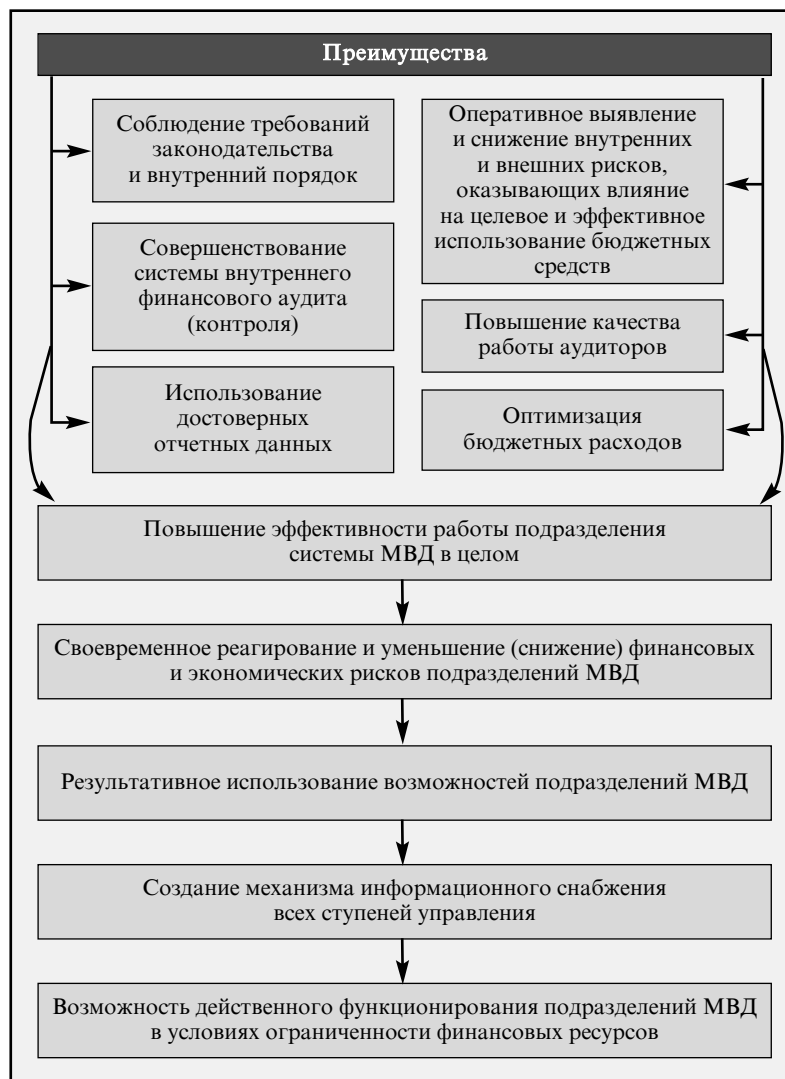 Преимущества
Соблюдение требований
законодательства
и внутренний порядок
Совершенствование
системы внутреннего
финансового аудита
(контроля)
Использование
достоверных
отчетных данных
Оперативное выявление
и снижение внутренних
и внешних рисков,
оказывающих влияние
на целевое и эффективное
использование бюджетных
средств
Повышение качества
работы аудиторов
Оптимизация
бюджетных расходов
Повышение эффективности работы подразделения
системы МВД в целом
Своевременное реагирование и уменьшение (снижение) финансовых
и экономических рисков подразделений МВД
Результативное использование возможностей подразделений МВД
Создание механизма информационного снабжения
всех ступеней управления
Возможность действенного функционирования подразделений МВД
в условиях ограниченности финансовых ресурсов